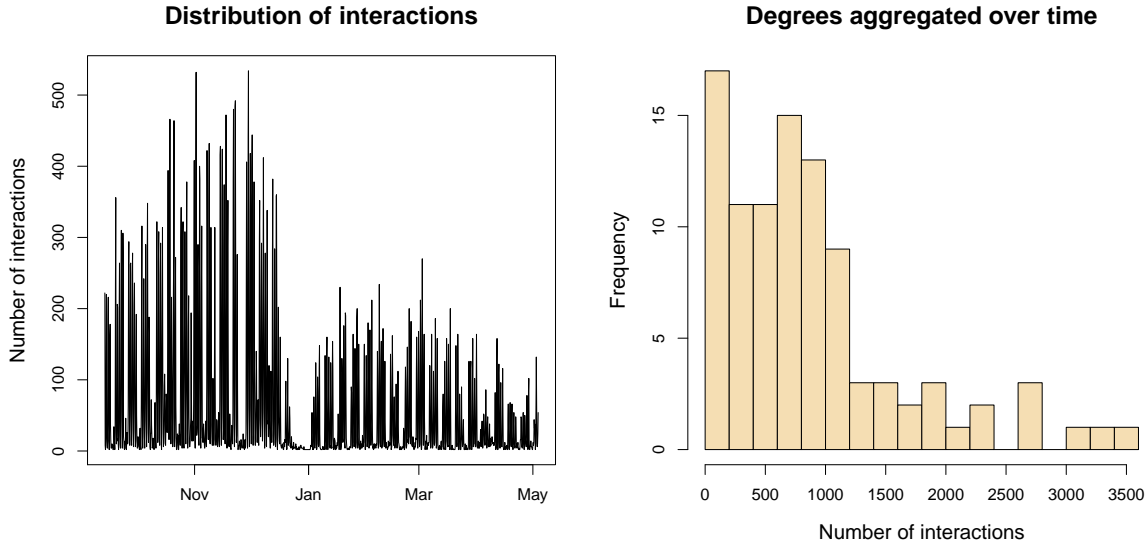 Distribution of interactions
Number of interactions
0
100
200
300
400
500
Nov
Jan
Mar
May
Degrees aggregated over time
Frequency
0
5
10
15
0
500
1000
1500
2000
2500
3000
3500
Number of interactions